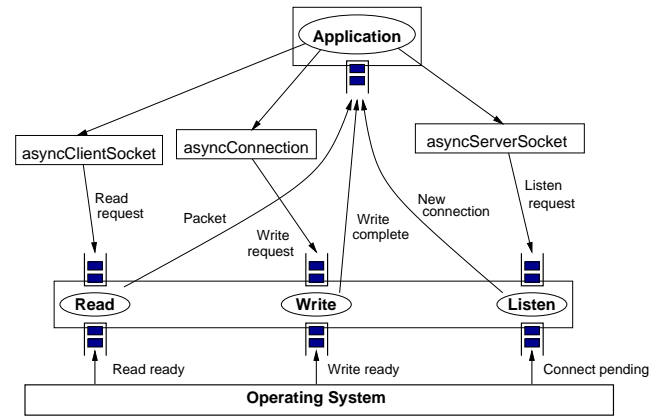 Application
asyncClientSocket
asyncConnection
asyncServerSocket
Read
request
Packet
Write
request
Write
complete
New
connection
Listen
request
Read
Write
Listen
Read ready
Write ready
Connect pending
Operating System